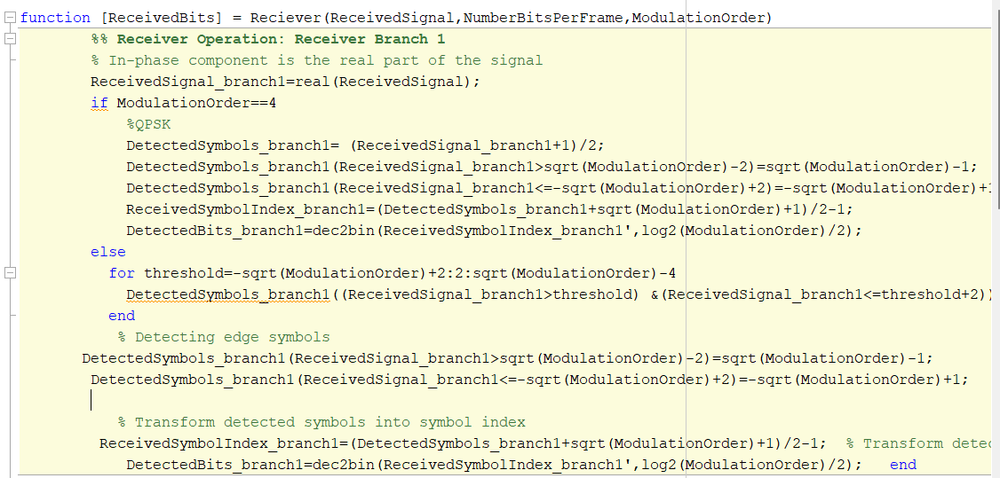 function [ReceivedBits] = Reciever(ReceivedSignal,NumberBitsPerFrame,ModulationOrder)
%% Receiver Operation: Receiver Branch 1
% In-phase component is the real part of the signal
ReceivedSignal_branch1=real(ReceivedSignal);
if ModulationOrder==4
%QPSK
DetectedSymbols_branch1= (ReceivedSignal_branch1+1)/2;
DetectedSymbols_branch1(ReceivedSignal_branch1>sqrt(ModulationOrder)-2)=sqrt(ModulationOrder)-1;
DetectedSymbols_branch1(ReceivedSignal_branch1<=-sqrt(ModulationOrder)+2)=-sqrt(ModulationOrder)+1
ReceivedSymbolIndex_branch1=(DetectedSymbols_branch1+sqrt(ModulationOrder)+1)/2-1;
DetectedBits_branch1=dec2bin(ReceivedSymbolIndex_branch1',log2(ModulationOrder)/2);
else
for threshold=-sqrt(ModulationOrder)+2:2:sqrt(ModulationOrder)-4
DetectedSymbols_branch1((ReceivedSignal_branch1>threshold) &(ReceivedSignal_branch1<=threshold+2))
end
% Detecting edge symbols
DetectedSymbols_branch1(ReceivedSignal_branch1>sqrt(ModulationOrder)-2)=sqrt(ModulationOrder)-1;
DetectedSymbols_branch1(ReceivedSignal_branch1<=-sqrt(ModulationOrder)+2)=-sqrt(ModulationOrder)+1;
% Transform detected symbols into symbol index
ReceivedSymbolIndex_branch1=(DetectedSymbols_branch1+sqrt(ModulationOrder)+1)/2-1; % Transform detec
DetectedBits_branch1=dec2bin(ReceivedSymbolIndex_branch1',log2(ModulationOrder)/2); end